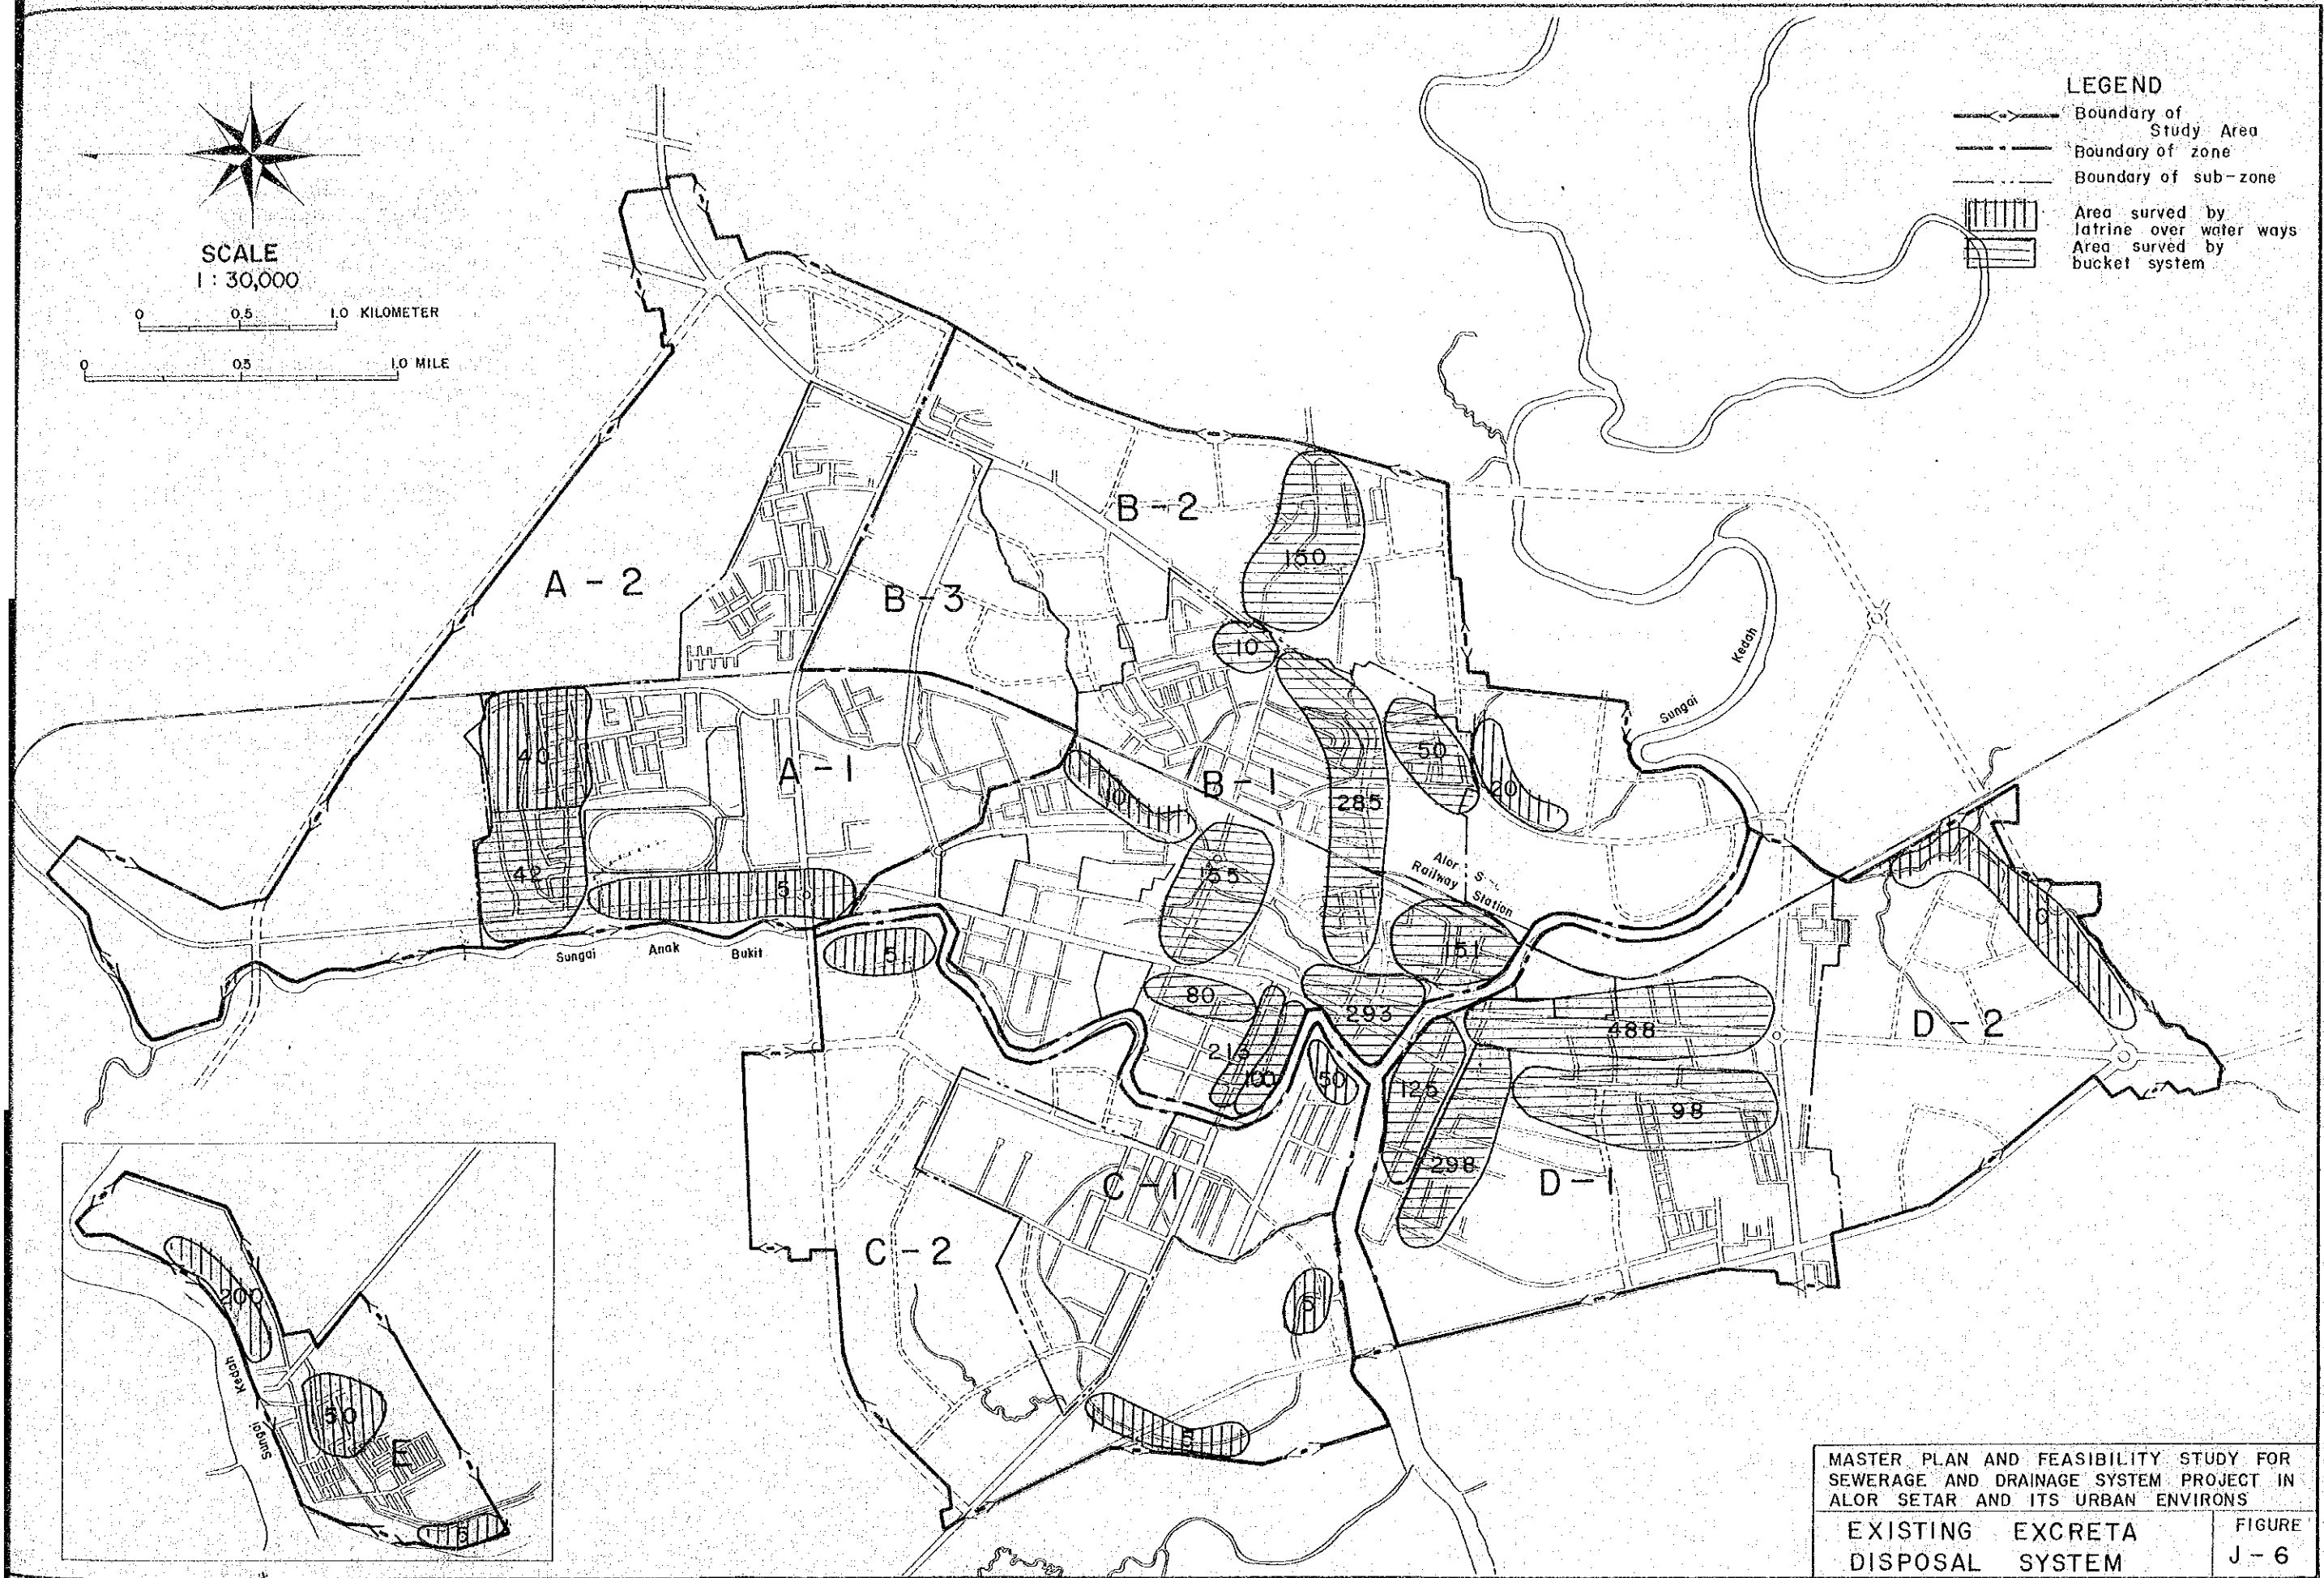 LEGEND
Boundary of
Study Area
Boundary of zone
Boundary of sub-zone
Area surved by
latrine over water ways
Area surved by
bucket system
SCALE
1 : 30,000
0 0.5 1.0 KILOMETER
0 0.5 1.0 MILE
B-2
150
A-2
B-3
10
Kedah
Sungai
40
A-1
50
20
10
B-1
285
Alor
Railway Station
155
42
5
Sungai Anak Bukit
5
151
80
293
488
D-2
213
100
50
126
98
298
C-1
D-1
C-2
5
5
200
Kedah
Sungai
50
E
5
MASTER PLAN AND FEASIBILITY STUDY FOR
SEWERAGE AND DRAINAGE SYSTEM PROJECT IN
ALOR SETAR AND ITS URBAN ENVIRONS
EXISTING EXCRETA
DISPOSAL SYSTEM
FIGURE
J-6